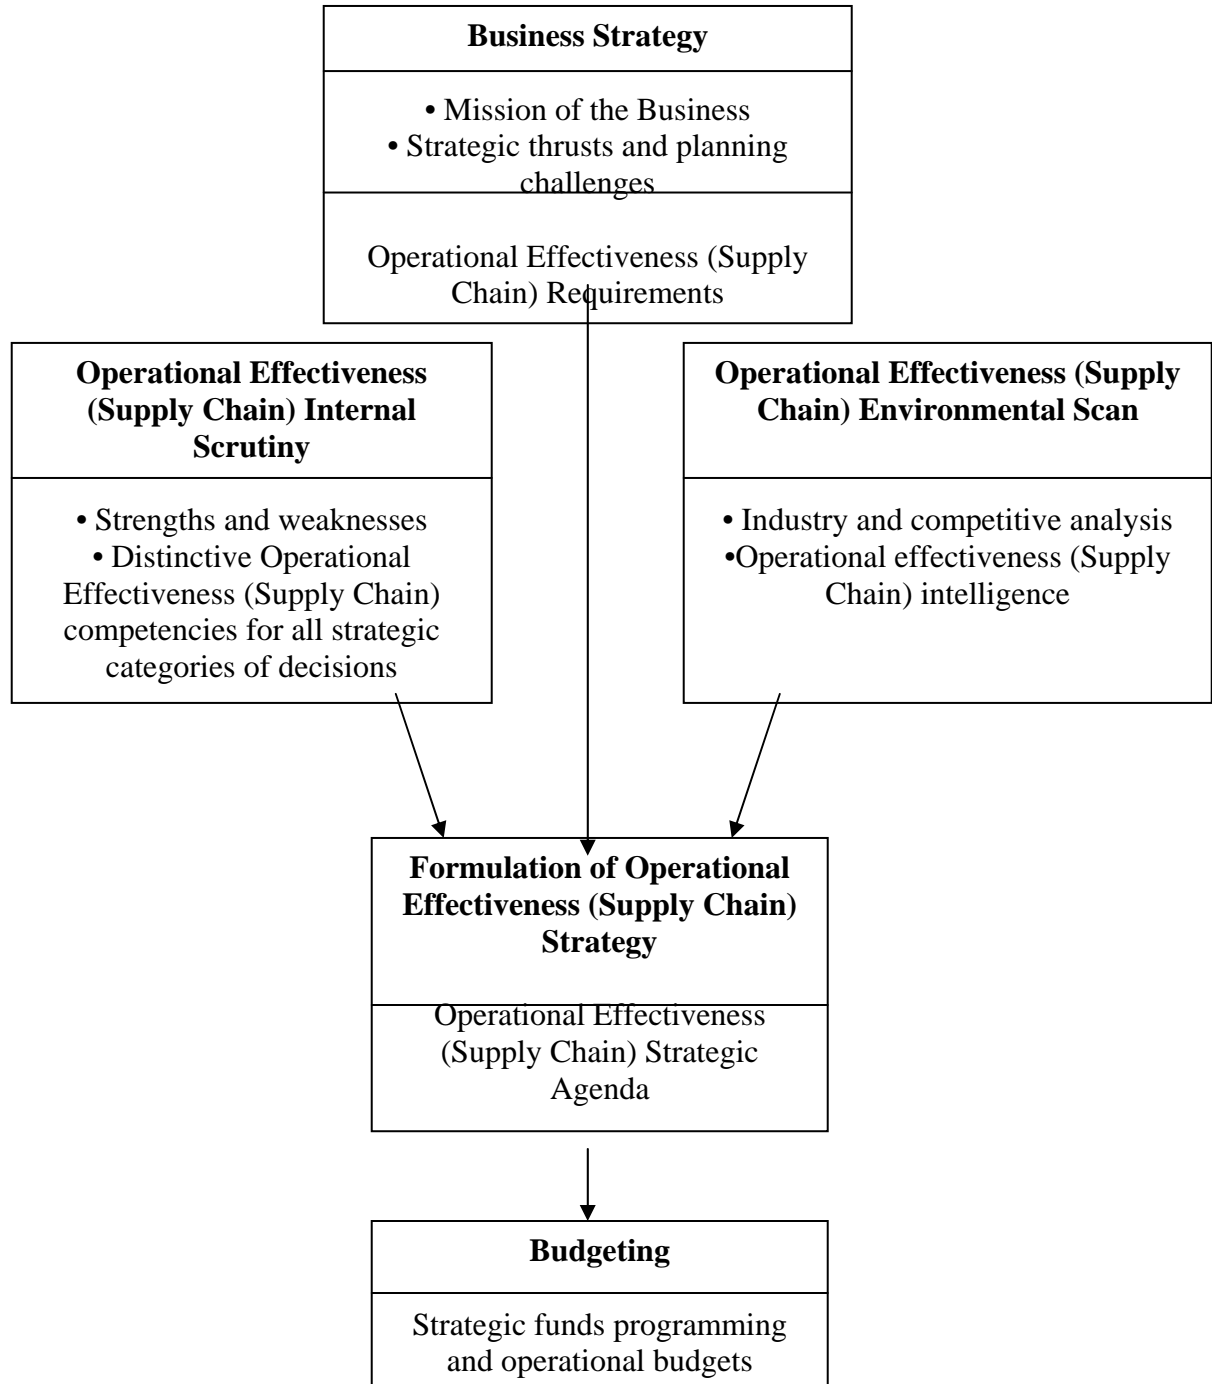 Business Strategy
• Mission of the Business
• Strategic thrusts and planning
challenges
Operational Effectiveness (Supply
Chain) Requirements
Operational Effectiveness
(Supply Chain) Internal
Scrutiny
• Strengths and weaknesses
• Distinctive Operational
Effectiveness (Supply Chain)
competencies for all strategic
categories of decisions
Operational Effectiveness (Supply
Chain) Environmental Scan
• Industry and competitive analysis
•Operational effectiveness (Supply
Chain) intelligence
Formulation of Operational
Effectiveness (Supply Chain)
Strategy
Operational Effectiveness
(Supply Chain) Strategic
Agenda
Budgeting
Strategic funds programming
and operational budgets